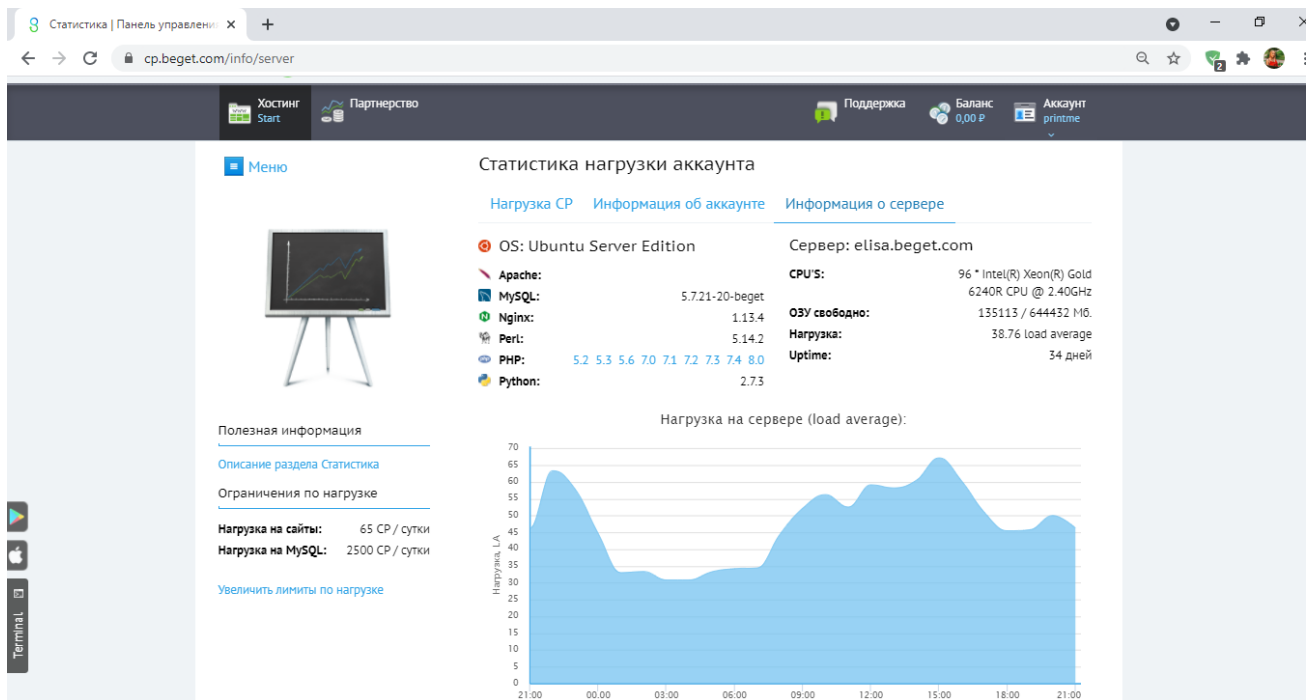 Статистика | Панель управлени
cp.beget.com/info/server
2
Хостинг
Start
Партнерство
Поддержка
Баланс
0,00 ₽
Аккаунт
printme
Меню
Статистика нагрузки аккаунта
Нагрузка CP Информация об аккаунте Информация о сервере
OS: Ubuntu Server Edition
Apache:
MySQL: 5.7.21-20-beget
Nginx: 1.13.4
Perl: 5.14.2
PHP: 5.2 5.3 5.6 7.0 7.1 7.2 7.3 7.4 8.0
Python: 2.7.3
Сервер: elisa.beget.com
CPU'S: 96 * Intel(R) Xeon(R) Gold
6240R CPU @ 2.40GHz
ОЗУ свободно: 135113 / 644432 Мб.
Нагрузка: 38.76 load average
Uptime: 34 дней
Полезная информация
Описание раздела Статистика
Ограничения по нагрузке
Нагрузка на сайты: 65 CP / сутки
Нагрузка на MySQL: 2500 CP / сутки
Увеличить лимиты по нагрузке
Terminal
Нагрузка на сервере (load average):
Нагрузка, LA
70
65
60
55
50
45
40
35
30
25
20
15
10
5
0
21:00 00:00 03:00 06:00 09:00 12:00 15:00 18:00 21:00